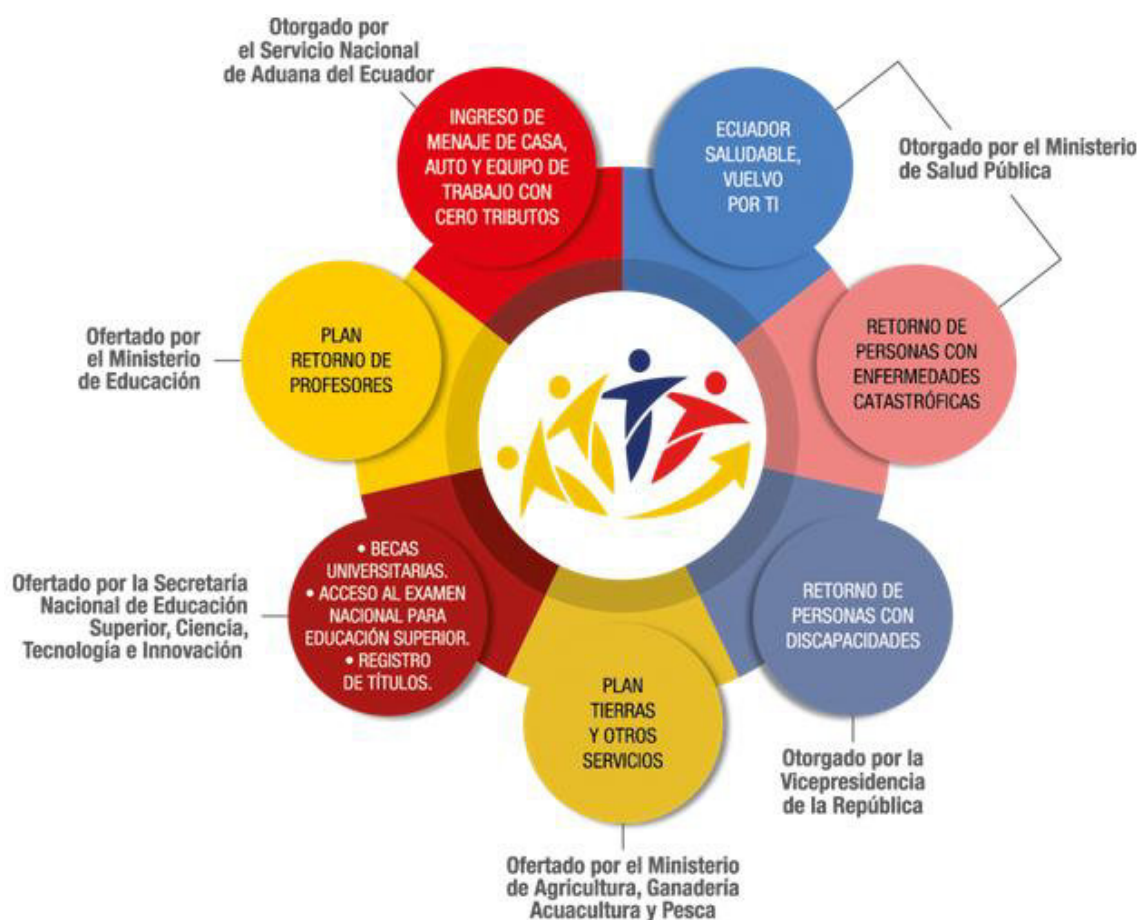 Otorgado por
el Servicio Nacional
de Aduana del Ecuador
INGRESO DE
MENAJE DE CASA,
AUTO Y EQUIPO DE
TRABAJO CON
CERO TRIBUTOS
ECUADOR
SALUDABLE,
VUELVO
POR TI
Otorgado por el Ministerio
de Salud Pública
RETORNO DE
PERSONAS CON
ENFERMEDADES
CATASTRÓFICAS
RETORNO DE
PERSONAS CON
DISCAPACIDADES
Otorgado por la
Vicepresidencia
de la República
PLAN
TIERRAS
Y OTROS
SERVICIOS
Ofertado por el Ministerio
de Agricultura, Ganadería
Acuacultura y Pesca
• BECAS
UNIVERSITARIAS.
• ACCESO AL EXAMEN
NACIONAL PARA
EDUCACIÓN SUPERIOR.
• REGISTRO
DE TÍTULOS.
Ofertado por la Secretaría
Nacional de Educación
Superior, Ciencía,
Tecnología e Innovación
PLAN
RETORNO DE
PROFESORES
Ofertado por
el Ministerio
de Educación